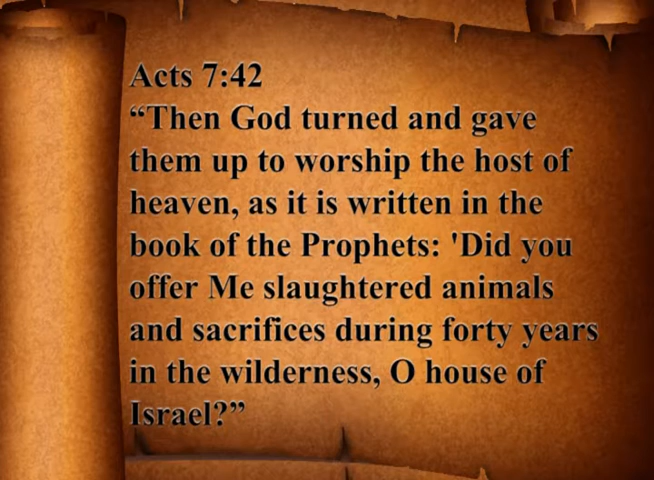 Acts 7:42
“Then God turned and gave
them up to worship the host of
heaven, as it is written in the
book of the Prophets: 'Did you
offer Me slaughtered animals
and sacrifices during forty years
in the wilderness, O house of
Israel?”